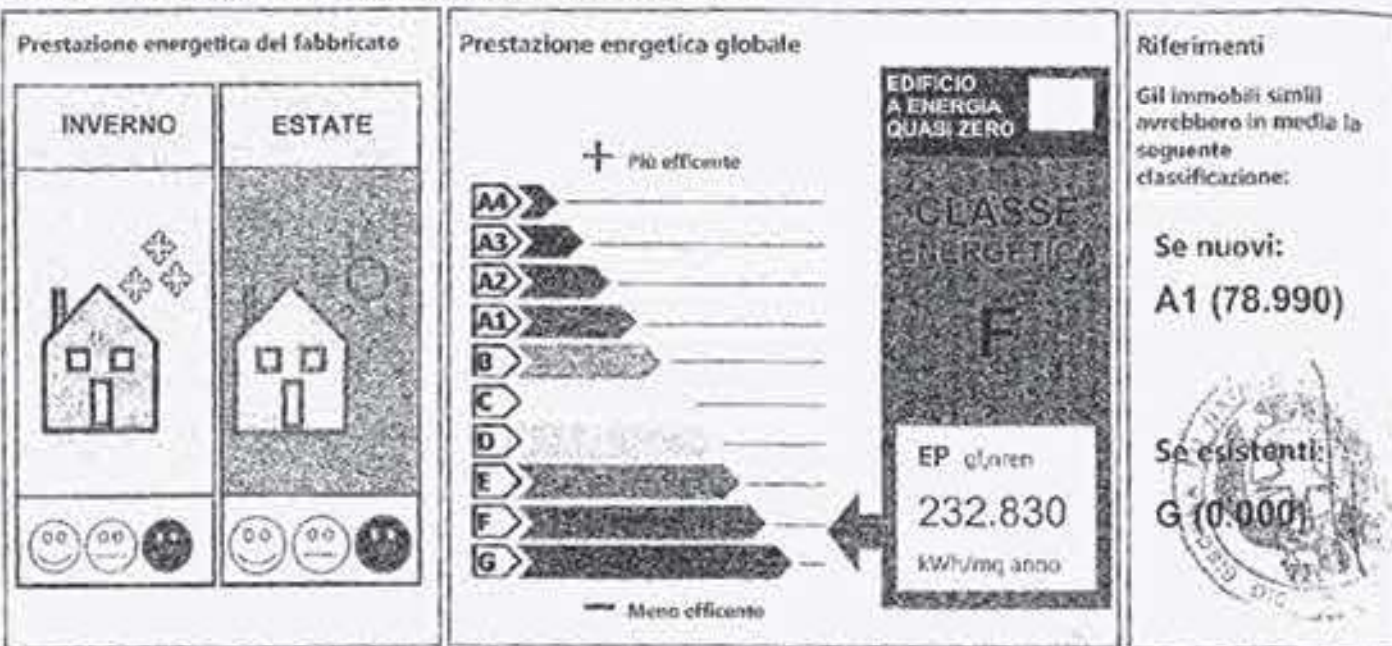 Prestazione energetica del fabbricato
INVERNO
ESTATE
Prestazione enrgetica globale
+ Più efficente
A4
A3
A2
A1
B
C
D
E
F
G
— Meno efficento
EDIFICIO
A ENERGIA
QUASI ZERO
CLASSE
ENERGETICA
F
EP gl,nren
232.830
kWh/mq anno
Riferimenti
Gil immobili simili
avrebbero in media la
seguente
classificazione:
Se nuovi:
A1 (78.990)
Se esistenti:
G (0.000)